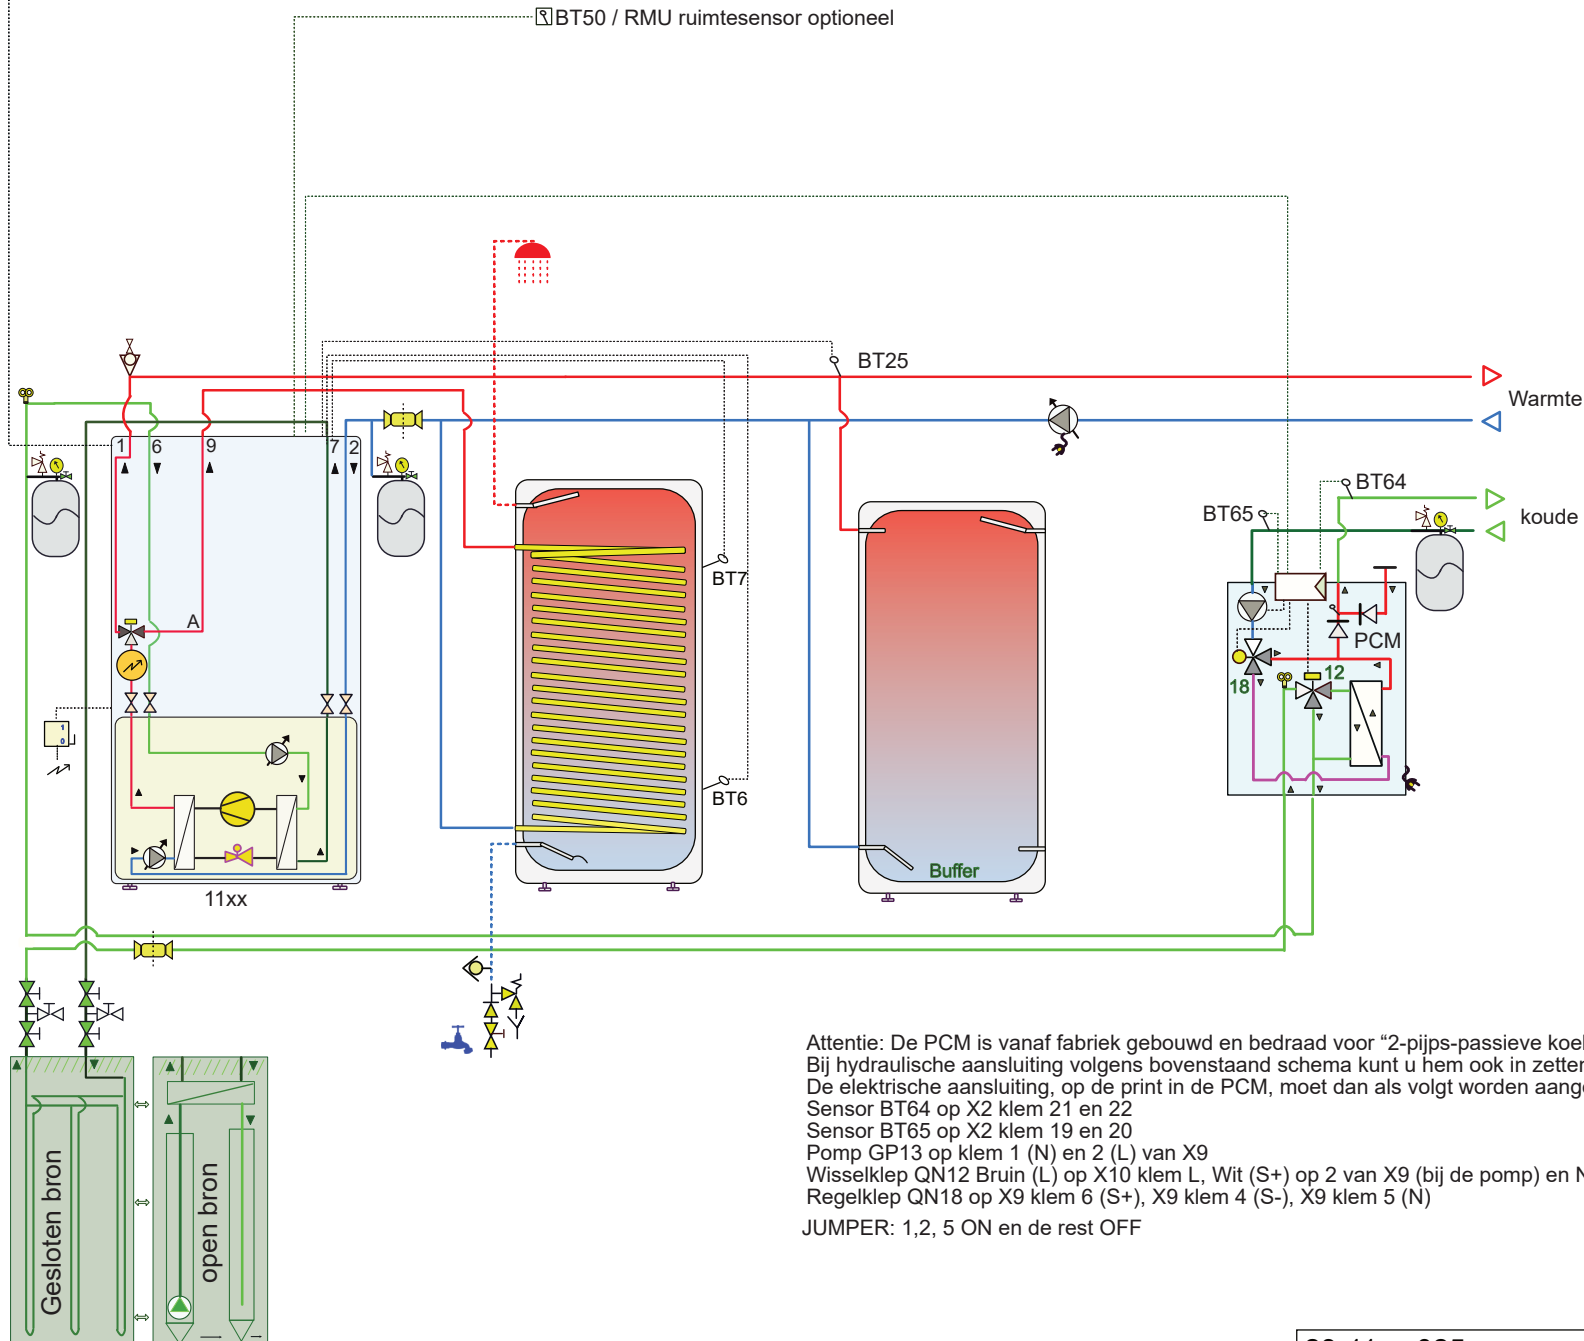 BT50 / RMU ruimtesensor optioneel
BT25
Warmte
1 6 9 7 2
BT64
BT65
koude
A
BT7
PCM
18
12
1
0
BT6
Buffer
11xx
Gesloten bron
open bron
Attentie: De PCM is vanaf fabriek gebouwd en bedraad voor “2-pijps-passieve koel
Bij hydraulische aansluiting volgens bovenstaand schema kunt u hem ook in zetten
De elektrische aansluiting, op de print in de PCM, moet dan als volgt worden aange
Sensor BT64 op X2 klem 21 en 22
Sensor BT65 op X2 klem 19 en 20
Pomp GP13 op klem 1 (N) en 2 (L) van X9
Wisselklep QN12 Bruin (L) op X10 klem L, Wit (S+) op 2 van X9 (bij de pomp) en N
Regelklep QN18 op X9 klem 6 (S+), X9 klem 4 (S-), X9 klem 5 (N)
JUMPER: 1,2, 5 ON en de rest OFF